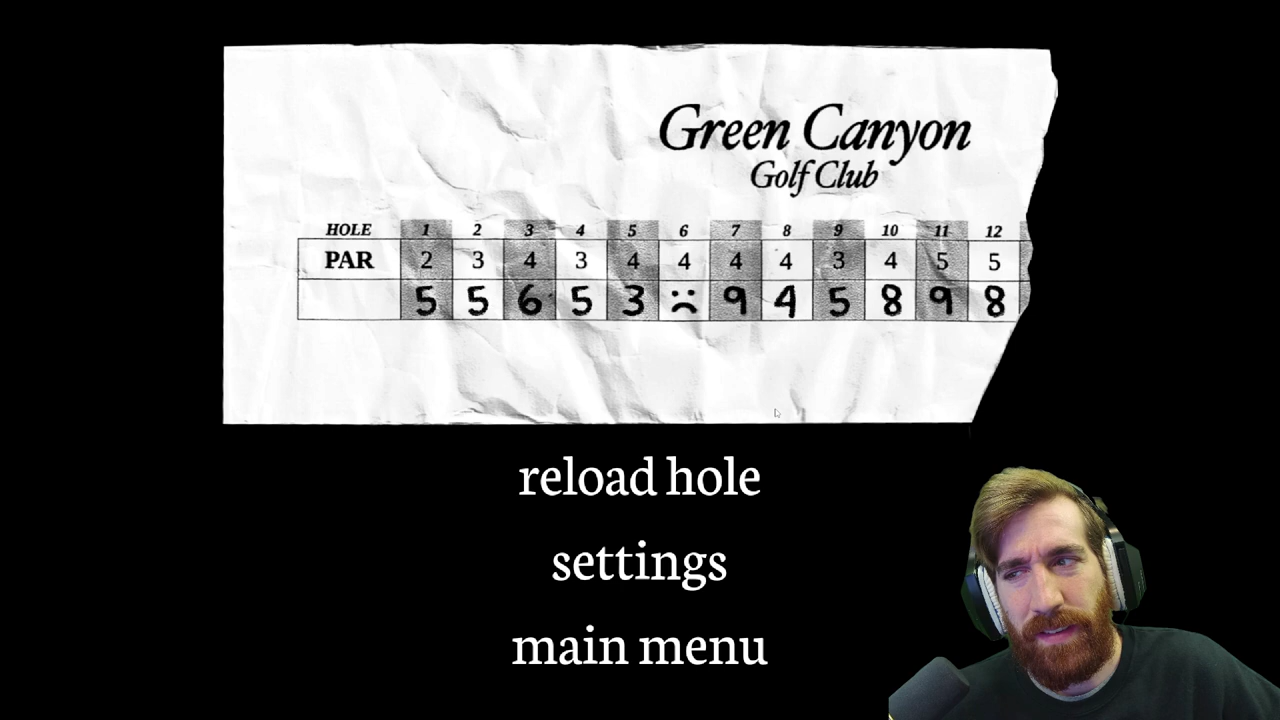 Green Canyon
Golf Club
HOLE 1 2 3 4 5 6 7 8 9 10 11 12
PAR 2 3 4 3 4 4 4 4 3 4 5 5
5 5 6 5 3 :( 9 4 5 8 9 8
reload hole
settings
main menu